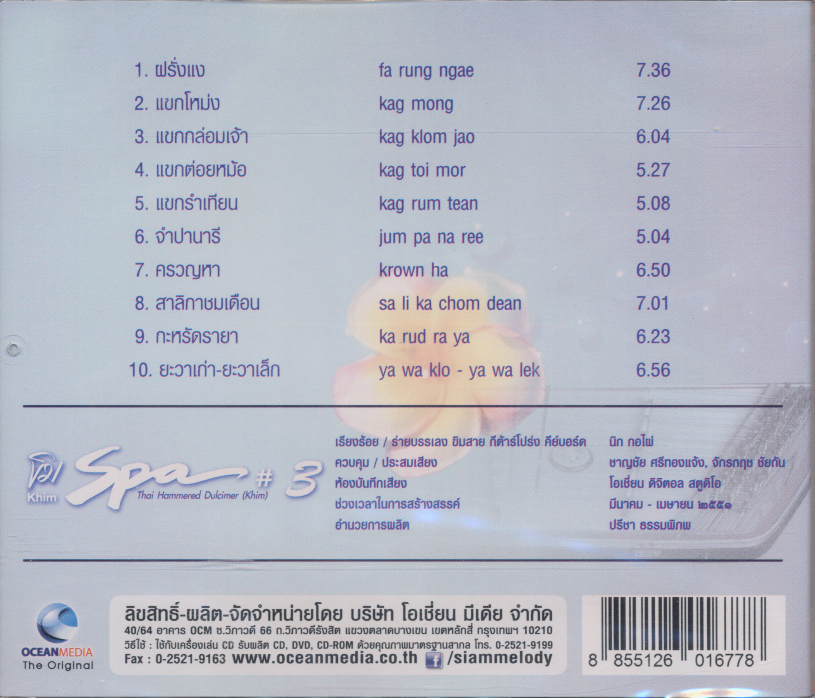 1. ฝรั่งแง fa rung ngae 7.36
2. แขกโหม่ง kag mong 7.26
3. แขกกล่อมเจ้า kag klom jao 6.04
4. แขกต่อยหม้อ kag toi mor 5.27
5. แขกรำเทียน kag rum tean 5.08
6. จำปานารี jum pa na ree 5.04
7. ครวญหา krown ha 6.50
8. สาลิกาชมเดือน sa li ka chom dean 7.01
9. กะหรัดรายา ka rud ra ya 6.23
10. ยะวาเก่า-ยะวาเล็ก ya wa klo - ya wa lek 6.56
Khim Spa # 3
Thai Hammered Dulcimer (Khim)
เรียงร้อย / ร่ายบรรเลง ขิมสาย กีต้าร์โปร่ง คีย์บอร์ด นิก กอไผ่
ควบคุม / ประสมเสียง ชาญชัย ศรีทองแจ้ง, จักรกฤช ชัยกัน
ห้องบันทึกเสียง โอเชี่ยน ดิจิตอล สตูดิโอ
ช่วงเวลาในการสร้างสรรค์ มีนาคม - เมษายน ๒๕๕๑
อำนวยการผลิต ปรีชา ธรรมพิภพ
OCEANMEDIA
The Original
ลิขสิทธิ์-ผลิต-จัดจำหน่ายโดย บริษัท โอเชี่ยน มีเดีย จำกัด
40/64 อาคาร OCM ซ.วิภาวดี 66 ถ.วิภาวดีรังสิต แขวงตลาดบางเขน เขตหลักสี่ กรุงเทพฯ 10210
วิธีใช้ : ใช้กับเครื่องเล่น CD รับผลิต CD, DVD, CD-ROM ด้วยคุณภาพมาตรฐานสากล โทร. 0-2521-9199
Fax : 0-2521-9163 www.oceanmedia.co.th f /siammelody
8 855126 016778